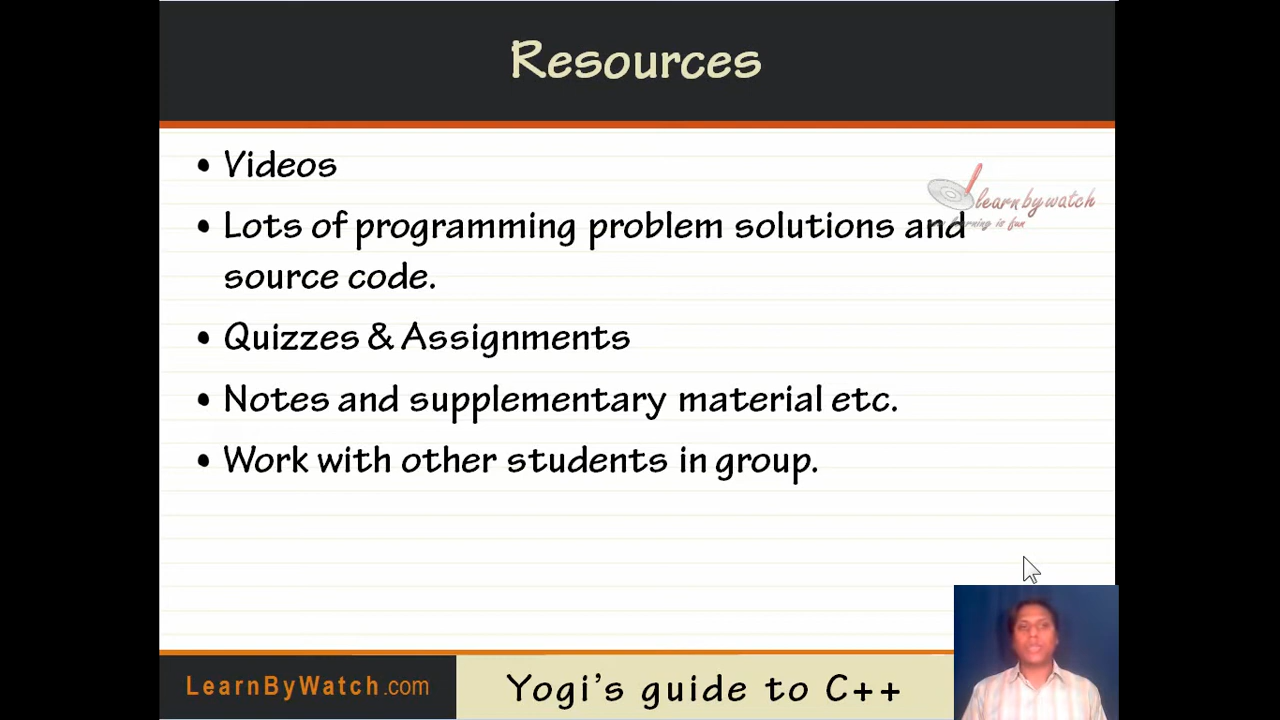 Resources
• Videos
learnbywatch
• Lots of programming problem solutions and
source code.
• Quizzes & Assignments
• Notes and supplementary material etc.
• Work with other students in group.
LearnByWatch.com
Yogi's guide to C++